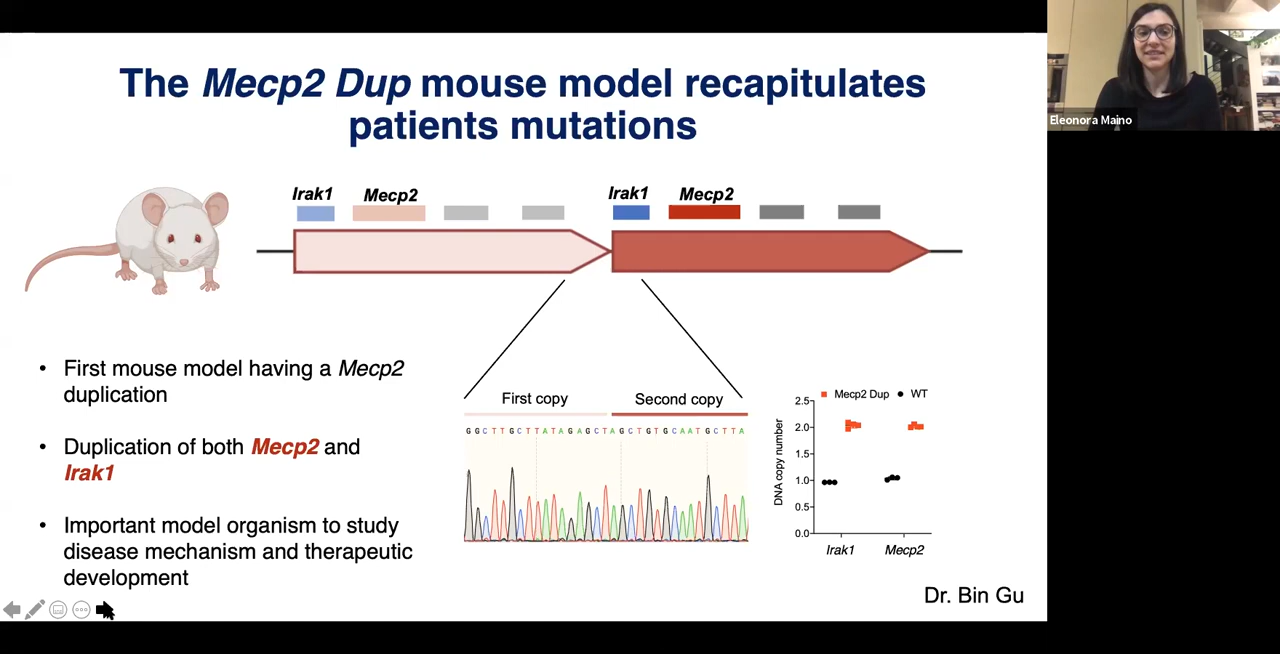 The Mecp2 Dup mouse model recapitulates
patients mutations
Eleonora Maino
Irak1
Mecp2
Irak1
Mecp2
• First mouse model having a Mecp2
duplication
• Duplication of both Mecp2 and
Irak1
• Important model organism to study
disease mechanism and therapeutic
development
First copy
Second copy
GGCTTGCTTATAGAGCTAGCTGTGCAATGCTTA
Mecp2 Dup
WT
DNA copy number
2.5
2.0
1.5
1.0
0.5
0.0
Irak1
Mecp2
Dr. Bin Gu